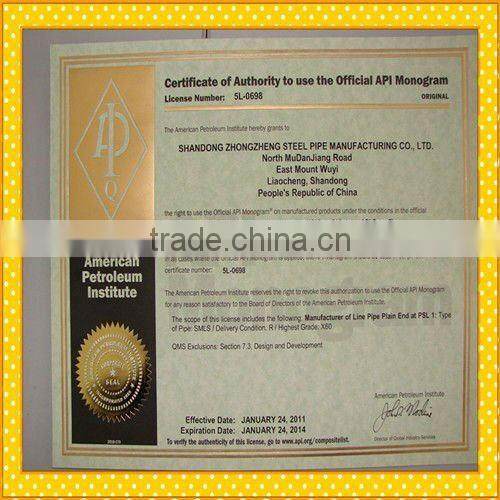 Certificate of Authority to use the Official API Monogram
License Number: 5L-0698
ORIGINAL
The American Petroleum Institute hereby grants to
SHANDONG ZHONGZHENG STEEL PIPE MANUFACTURING CO., LTD.
North MuDanJiang Road
East Mount Wuyi
Liaocheng, Shandong
People's Republic of China
the right to use the Official API Monogram® on manufactured products under the conditions in the official
trade.china.cn
certificate number: 5L-0698
The American Petroleum Institute reserves the right to revoke this authorization to use the Official API Monogram
for any reason satisfactory to the Board of Directors of the American Petroleum Institute.
The scope of this license includes the following: Manufacturer of Line Pipe Plain End at PSL 1: Type
of Pipe: SMLS / Delivery Condition: R / Highest Grade: X60
QMS Exclusions: Section 7.3, Design and Development
API
Q
American
Petroleum
Institute
SEAL
American Petroleum Institute
Effective Date: JANUARY 24, 2011
Expiration Date: JANUARY 24, 2014
To verify the authenticity of this license, go to www.api.org/compositelist.
Director of Global Industry Services